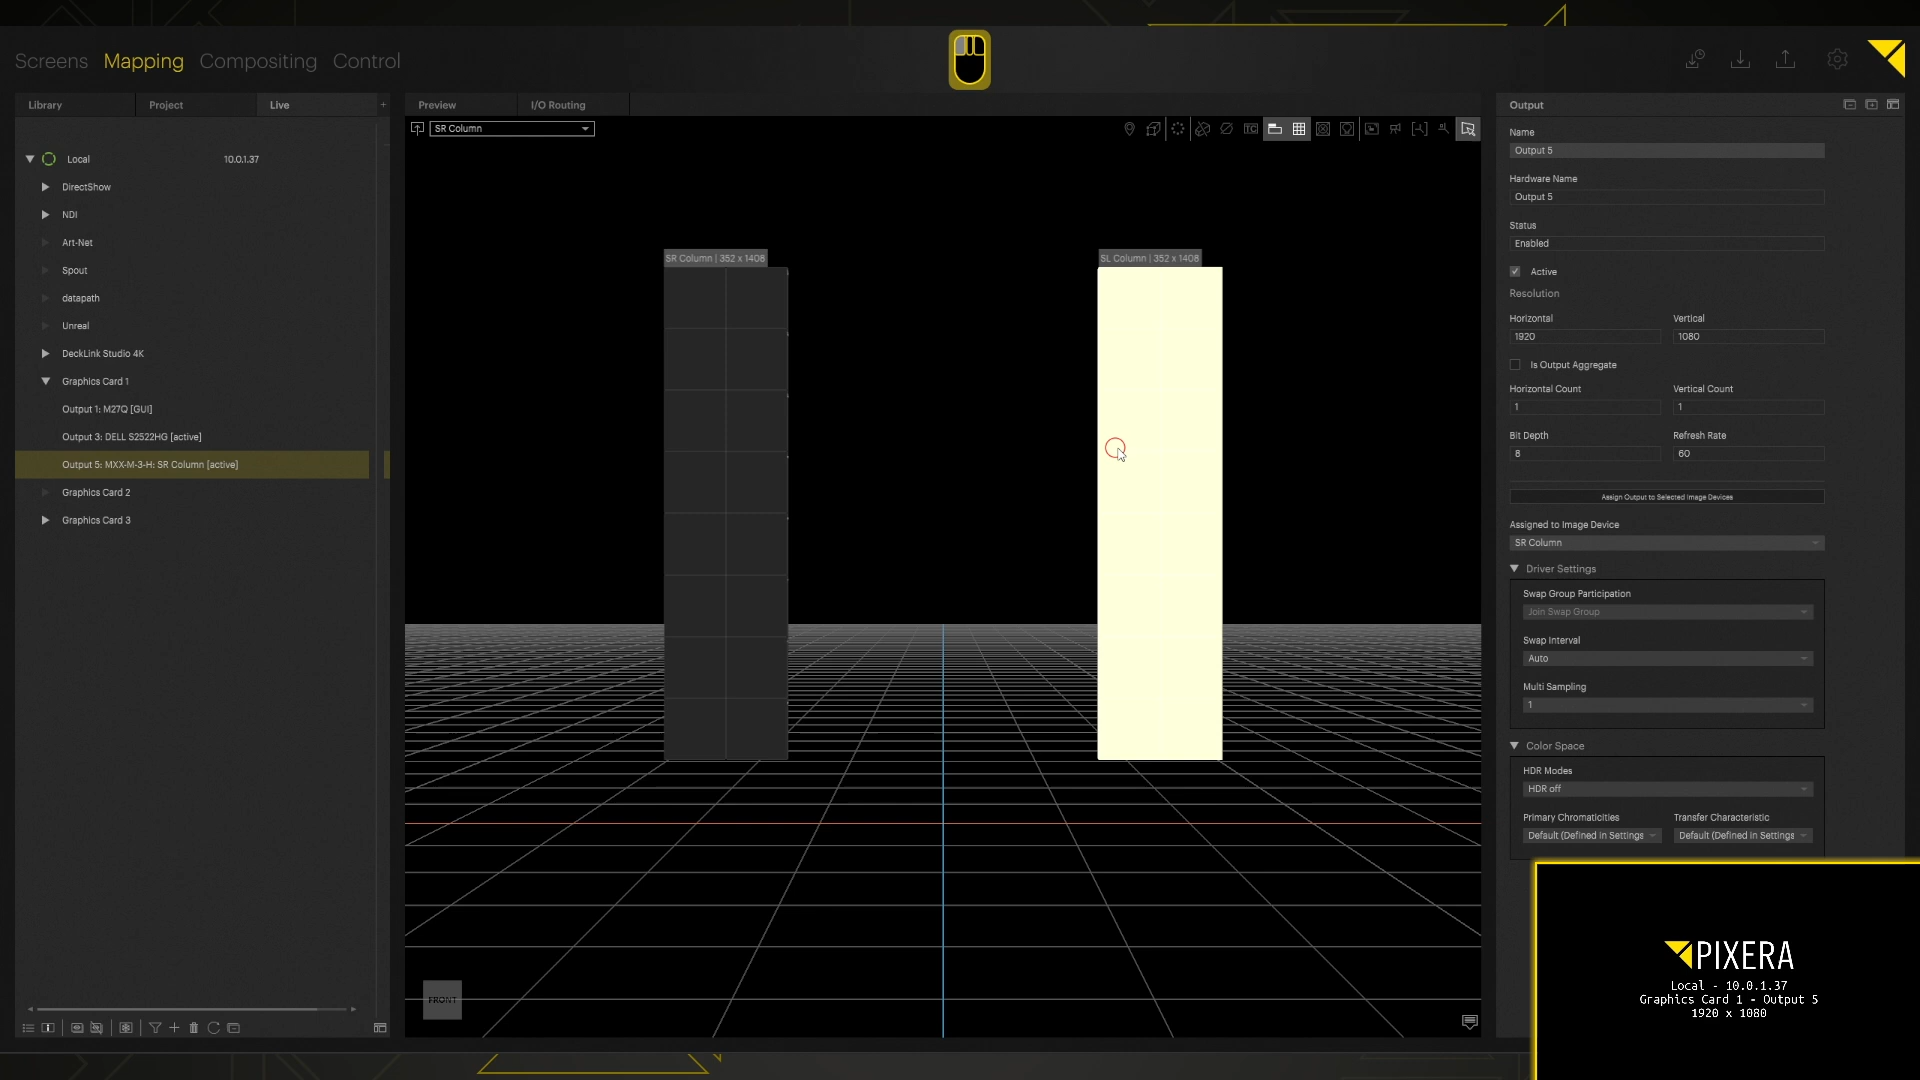 Screens Mapping Compositing Control
Library Project Live +
Preview I/O Routing
Output
SR Column
TC
Local 10.0.1.37
DirectShow
NDI
Art-Net
Spout
datapath
Unreal
DeckLink Studio 4K
Graphics Card 1
Output 1: M27Q [GUI]
Output 3: DELL S2522HG [active]
Output 5: MXX-M-3-H: SR Column [active]
Graphics Card 2
Graphics Card 3
SR Column | 352 x 1408
SL Column | 352 x 1408
FRONT
Name
Output 5
Hardware Name
Output 5
Status
Enabled
Active
Resolution
Horizontal Vertical
1920 1080
Is Output Aggregate
Horizontal Count Vertical Count
1 1
Bit Depth Refresh Rate
8 60
Assign Output to Selected Image Devices
Assigned to Image Device
SR Column
Driver Settings
Swap Group Participation
Join Swap Group
Swap Interval
Auto
Multi Sampling
1
Color Space
HDR Modes
HDR off
Primary Chromaticities Transfer Characteristic
Default (Defined in Settings Default (Defined in Settings
PIXERA
Local - 10.0.1.37
Graphics Card 1 - Output 5
1920 x 1080